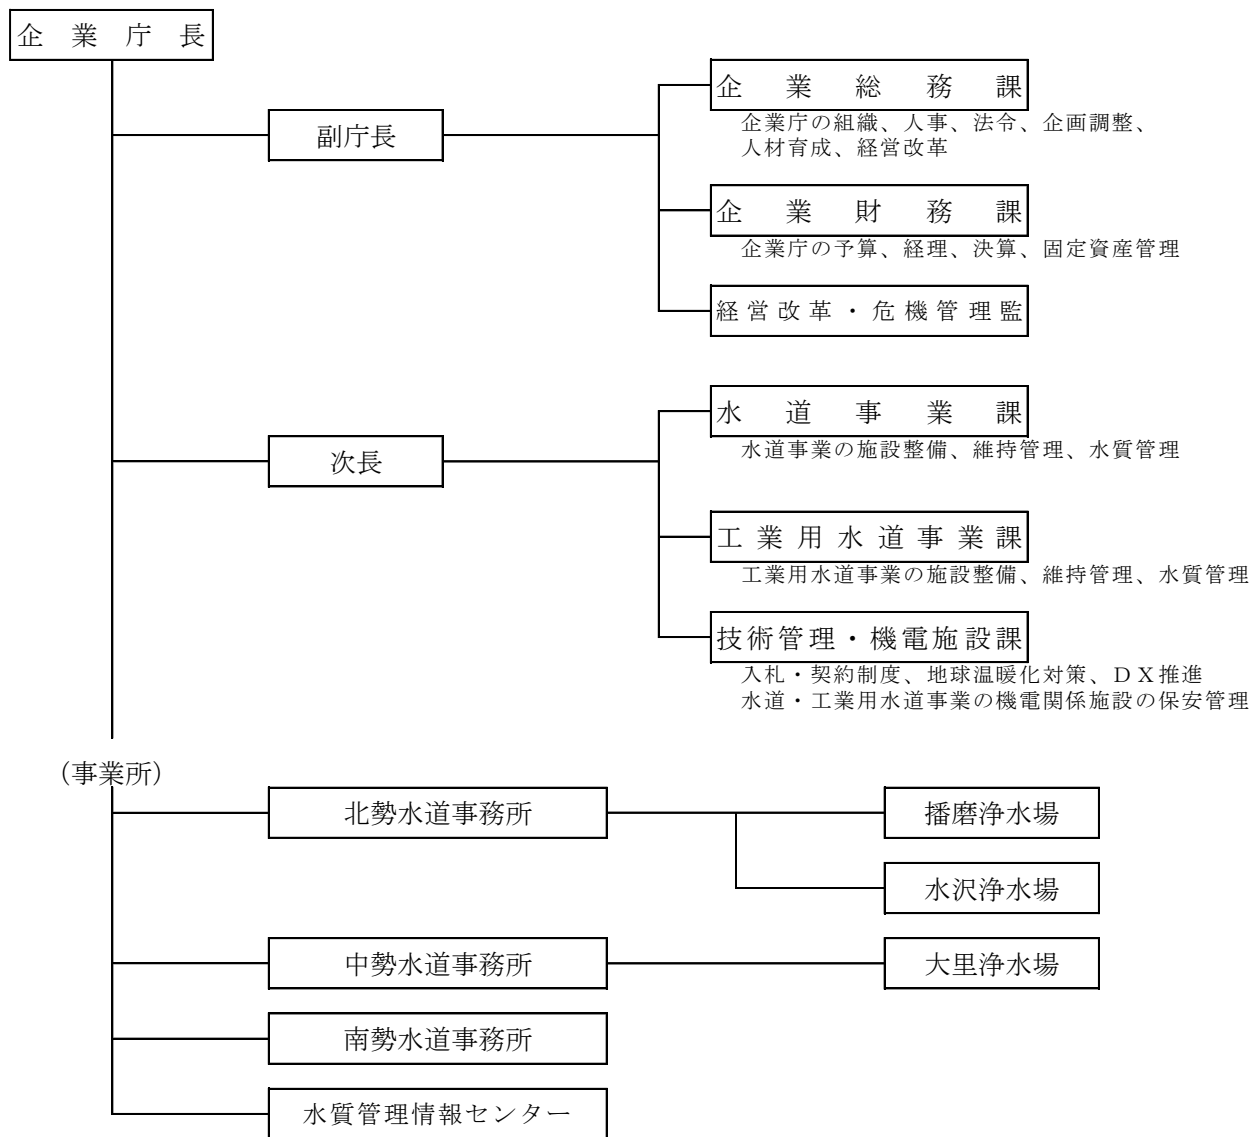 企業庁長
企業総務課
企業庁の組織、人事、法令、企画調整、
人材育成、経営改革
副庁長
企業財務課
企業庁の予算、経理、決算、固定資産管理
経営改革・危機管理監
水道事業課
水道事業の施設整備、維持管理、水質管理
次長
工業用水道事業課
工業用水道事業の施設整備、維持管理、水質管理
技術管理・機電施設課
入札・契約制度、地球温暖化対策、ＤＸ推進
水道・工業用水道事業の機電関係施設の保安管理
（事業所）
北勢水道事務所
播磨浄水場
水沢浄水場
中勢水道事務所
大里浄水場
南勢水道事務所
水質管理情報センター